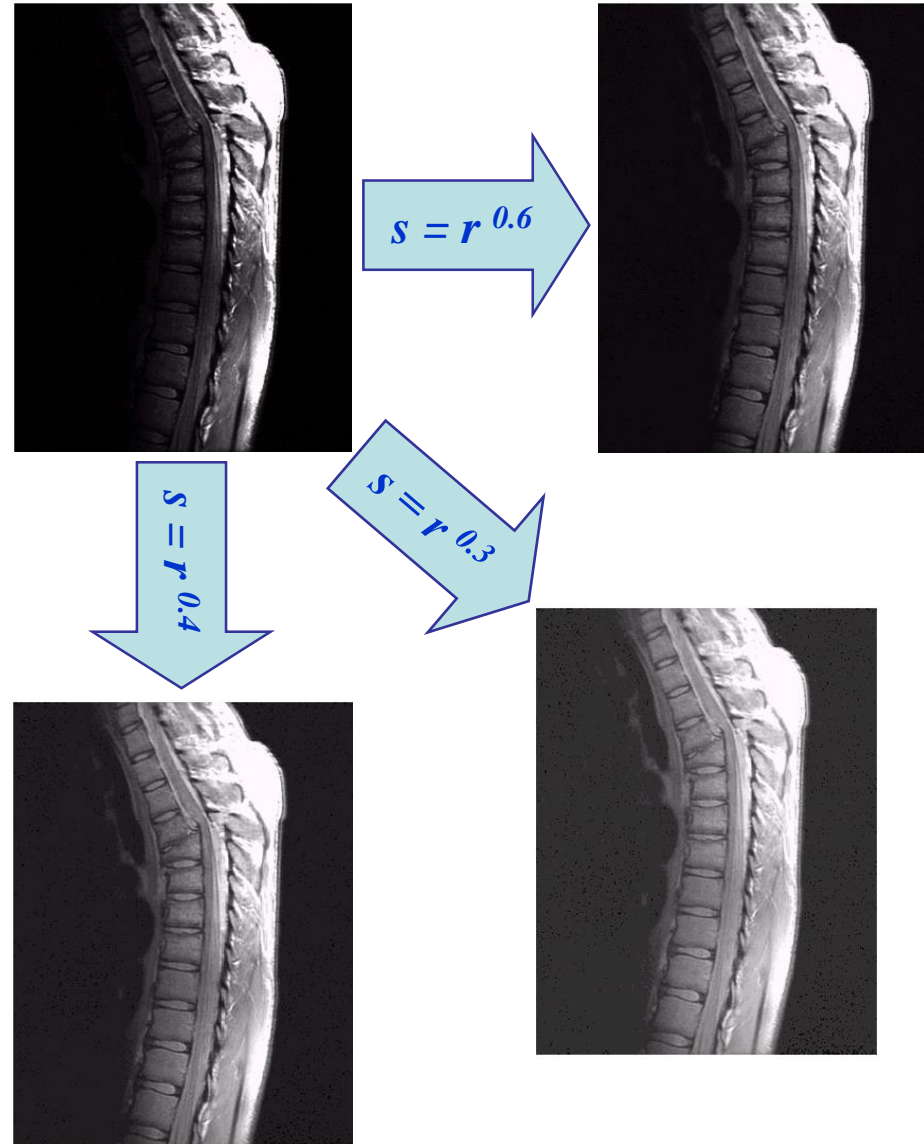 s = r 0.6
s = r 0.3
s = r 0.4